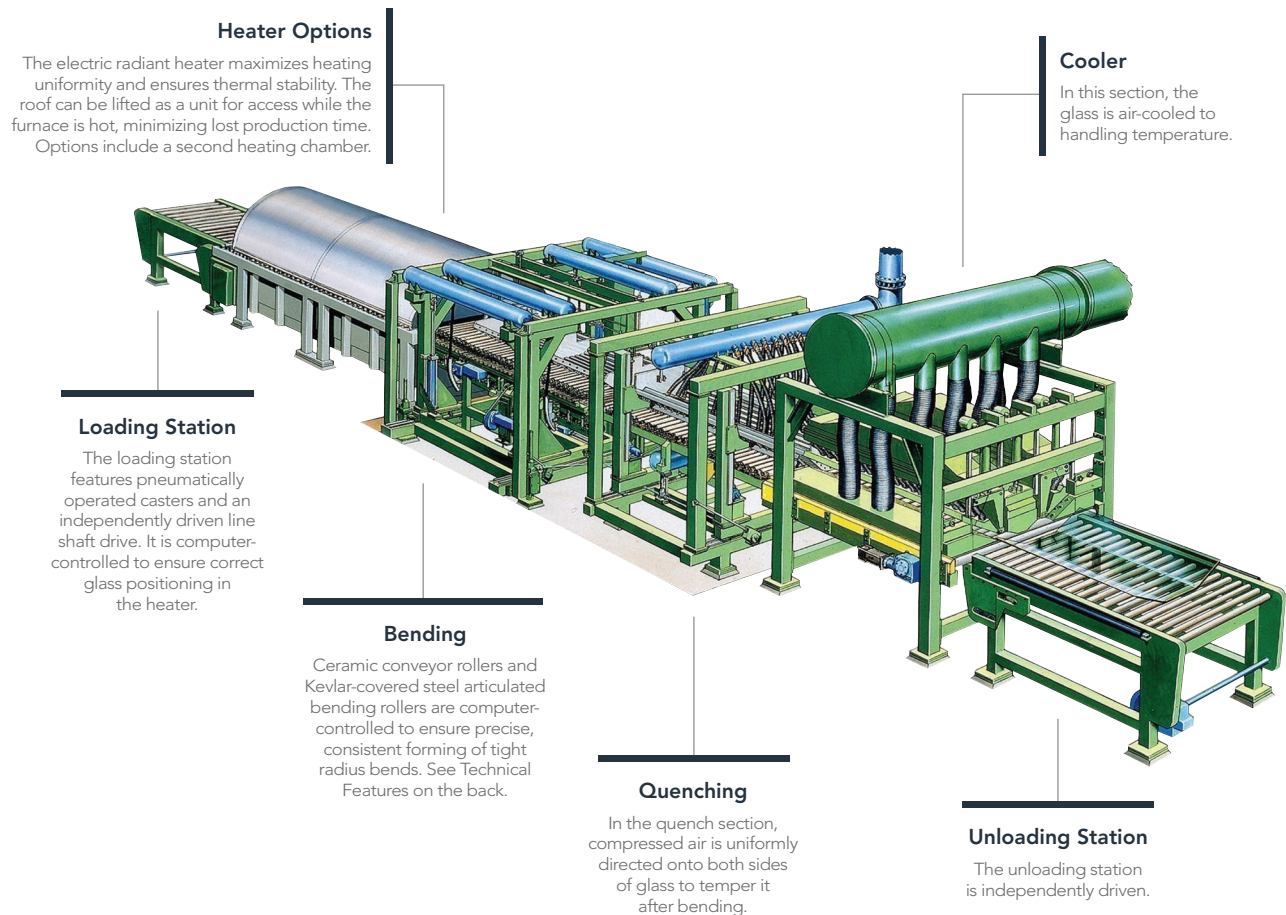 Heater Options
The electric radiant heater maximizes heating
uniformity and ensures thermal stability. The
roof can be lifted as a unit for access while the
furnace is hot, minimizing lost production time.
Options include a second heating chamber.
Cooler
In this section, the
glass is air-cooled to
handling temperature.
Loading Station
The loading station
features pneumatically
operated casters and an
independently driven line
shaft drive. It is computer-
controlled to ensure correct
glass positioning in
the heater.
Bending
Ceramic conveyor rollers and
Kevlar-covered steel articulated
bending rollers are computer-
controlled to ensure precise,
consistent forming of tight
radius bends. See Technical
Features on the back.
Quenching
In the quench section,
compressed air is uniformly
directed onto both sides
of glass to temper it
after bending.
Unloading Station
The unloading station
is independently driven.